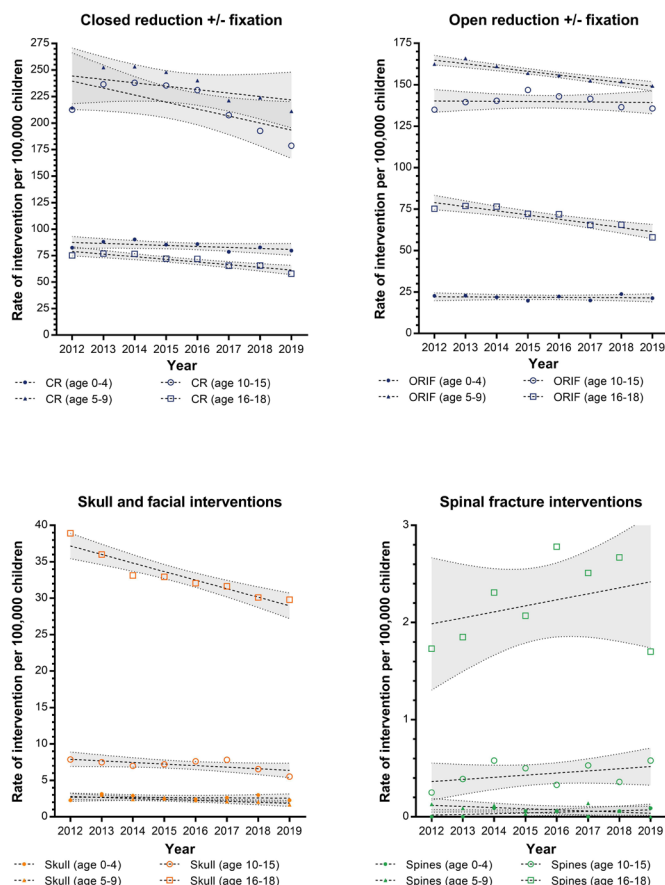 Closed reduction +/- fixation
Rate of intervention per 100,000 children
275
250
225
200
175
150
125
100
75
50
25
0
2012 2013 2014 2015 2016 2017 2018 2019
Year
CR (age 0-4) CR (age 10-15)
CR (age 5-9) CR (age 16-18)
Open reduction +/- fixation
Rate of intervention per 100,000 children
175
150
125
100
75
50
25
0
2012 2013 2014 2015 2016 2017 2018 2019
Year
ORIF (age 0-4) ORIF (age 10-15)
ORIF (age 5-9) ORIF (age 16-18)
Skull and facial interventions
Rate of intervention per 100,000 children
40
35
30
25
20
15
10
5
0
2012 2013 2014 2015 2016 2017 2018 2019
Year
Skull (age 0-4) Skull (age 10-15)
Skull (age 5-9) Skull (age 16-18)
Spinal fracture interventions
Rate of intervention per 100,000 children
3
2
1
0
2012 2013 2014 2015 2016 2017 2018 2019
Year
Spines (age 0-4) Spines (age 10-15)
Spines (age 5-9) Spines (age 16-18)